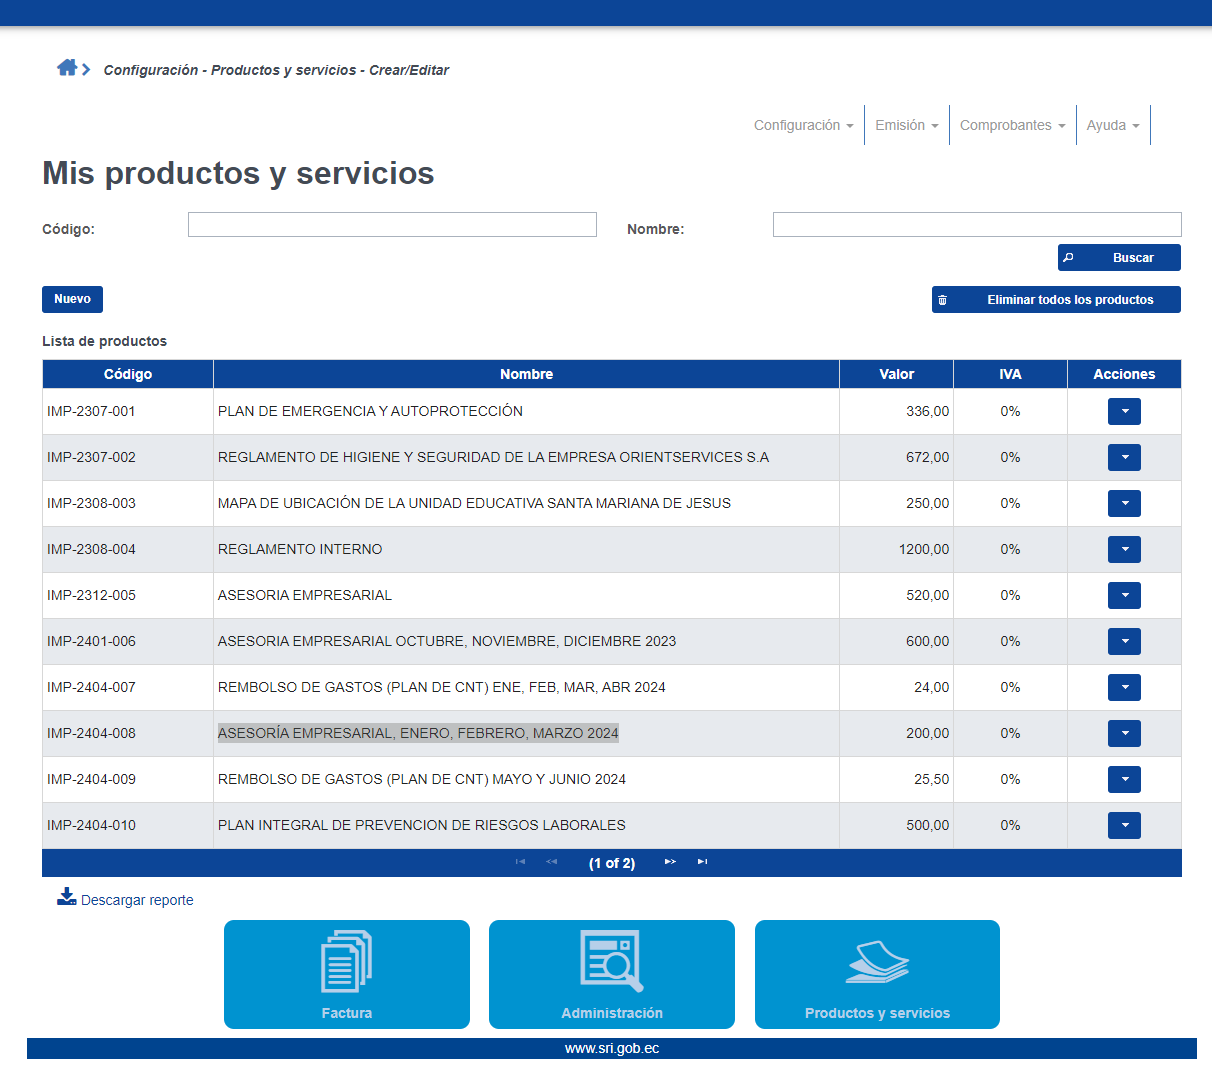 Configuración - Productos y servicios - Crear/Editar
Configuración Emisión Comprobantes Ayuda
Mis productos y servicios
Código: Nombre:
Buscar
Nuevo Eliminar todos los productos
Lista de productos
Código Nombre Valor IVA Acciones
IMP-2307-001 PLAN DE EMERGENCIA Y AUTOPROTECCIÓN 336,00 0%
IMP-2307-002 REGLAMENTO DE HIGIENE Y SEGURIDAD DE LA EMPRESA ORIENTSERVICES S.A 672,00 0%
IMP-2308-003 MAPA DE UBICACIÓN DE LA UNIDAD EDUCATIVA SANTA MARIANA DE JESUS 250,00 0%
IMP-2308-004 REGLAMENTO INTERNO 1200,00 0%
IMP-2312-005 ASESORIA EMPRESARIAL 520,00 0%
IMP-2401-006 ASESORIA EMPRESARIAL OCTUBRE, NOVIEMBRE, DICIEMBRE 2023 600,00 0%
IMP-2404-007 REMBOLSO DE GASTOS (PLAN DE CNT) ENE, FEB, MAR, ABR 2024 24,00 0%
IMP-2404-008 ASESORÍA EMPRESARIAL, ENERO, FEBRERO, MARZO 2024 200,00 0%
IMP-2404-009 REMBOLSO DE GASTOS (PLAN DE CNT) MAYO Y JUNIO 2024 25,50 0%
IMP-2404-010 PLAN INTEGRAL DE PREVENCION DE RIESGOS LABORALES 500,00 0%
(1 of 2)
Descargar reporte
Factura Administración Productos y servicios
www.sri.gob.ec